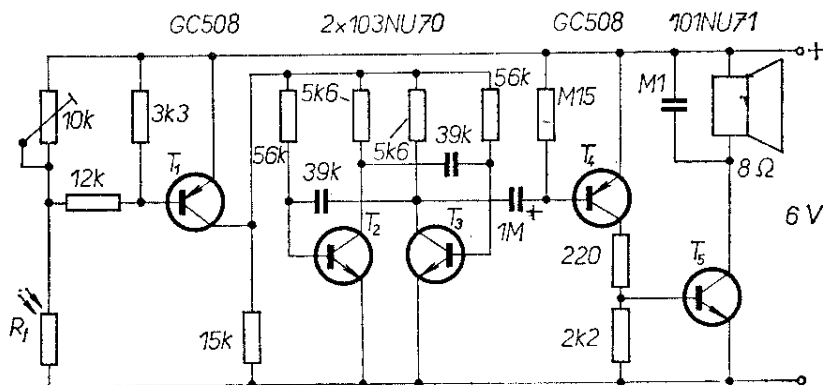 GC508 2×103NU70 GC508 101NU71
+
10k 3k3 56k 5k6 5k6 39k 56k M15 M1
12k T₁ 39k T₂ T₃ 1M + T₄ 8 Ω
6 V
220 T₅
Rf 15k 2k2